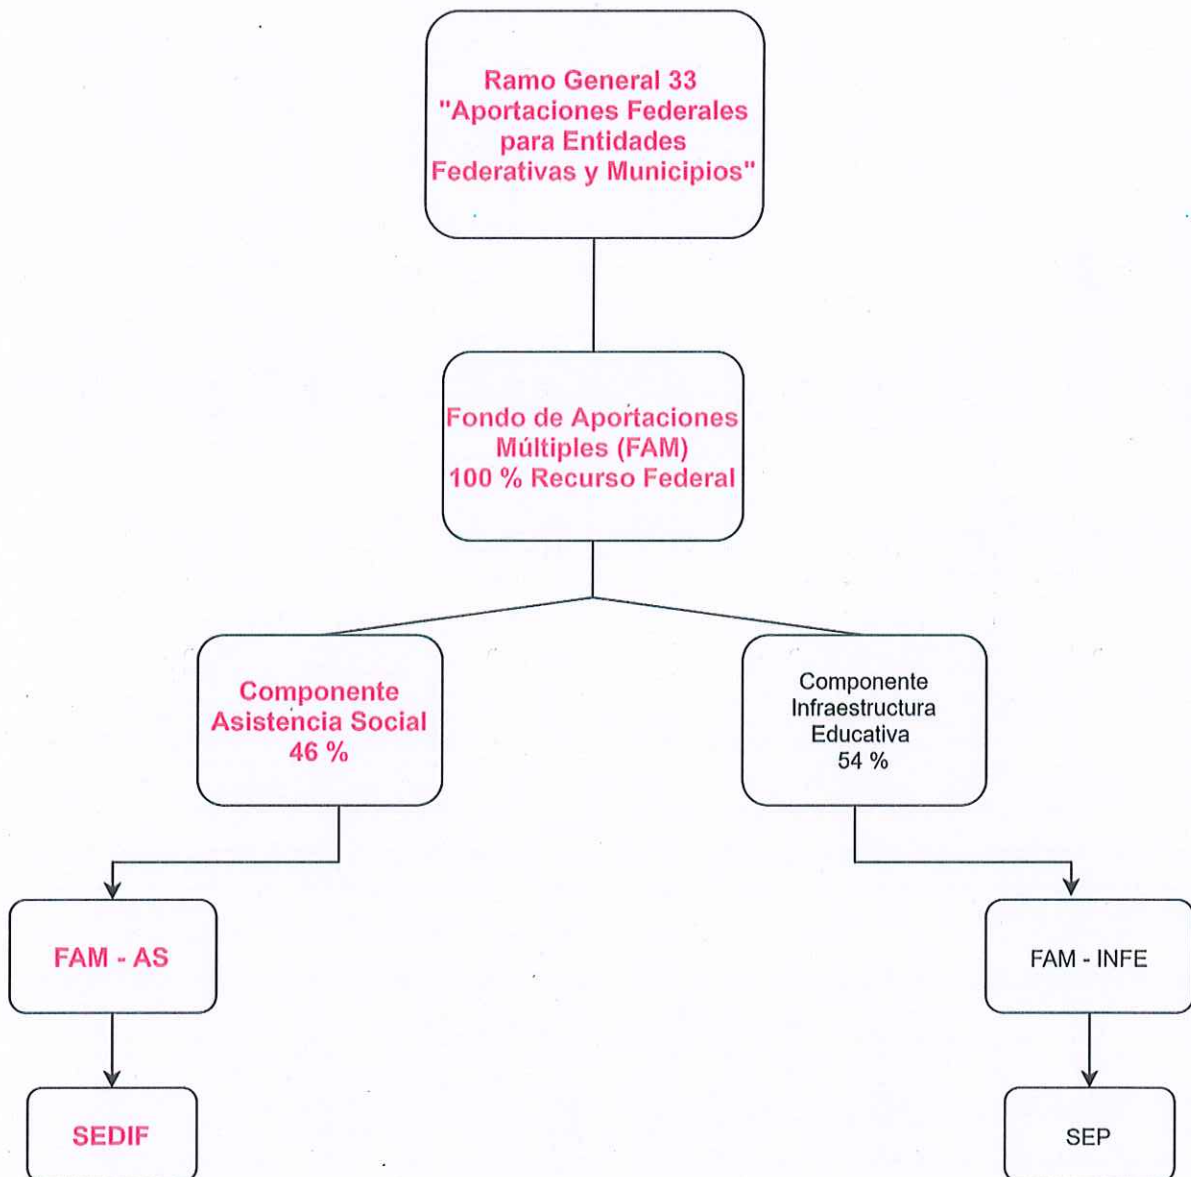 Ramo General 33
"Aportaciones Federales
para Entidades
Federativas y Municipios"
Fondo de Aportaciones
Múltiples (FAM)
100 % Recurso Federal
Componente
Asistencia Social
46 %
Componente
Infraestructura
Educativa
54 %
FAM - AS
FAM - INFE
SEDIF
SEP